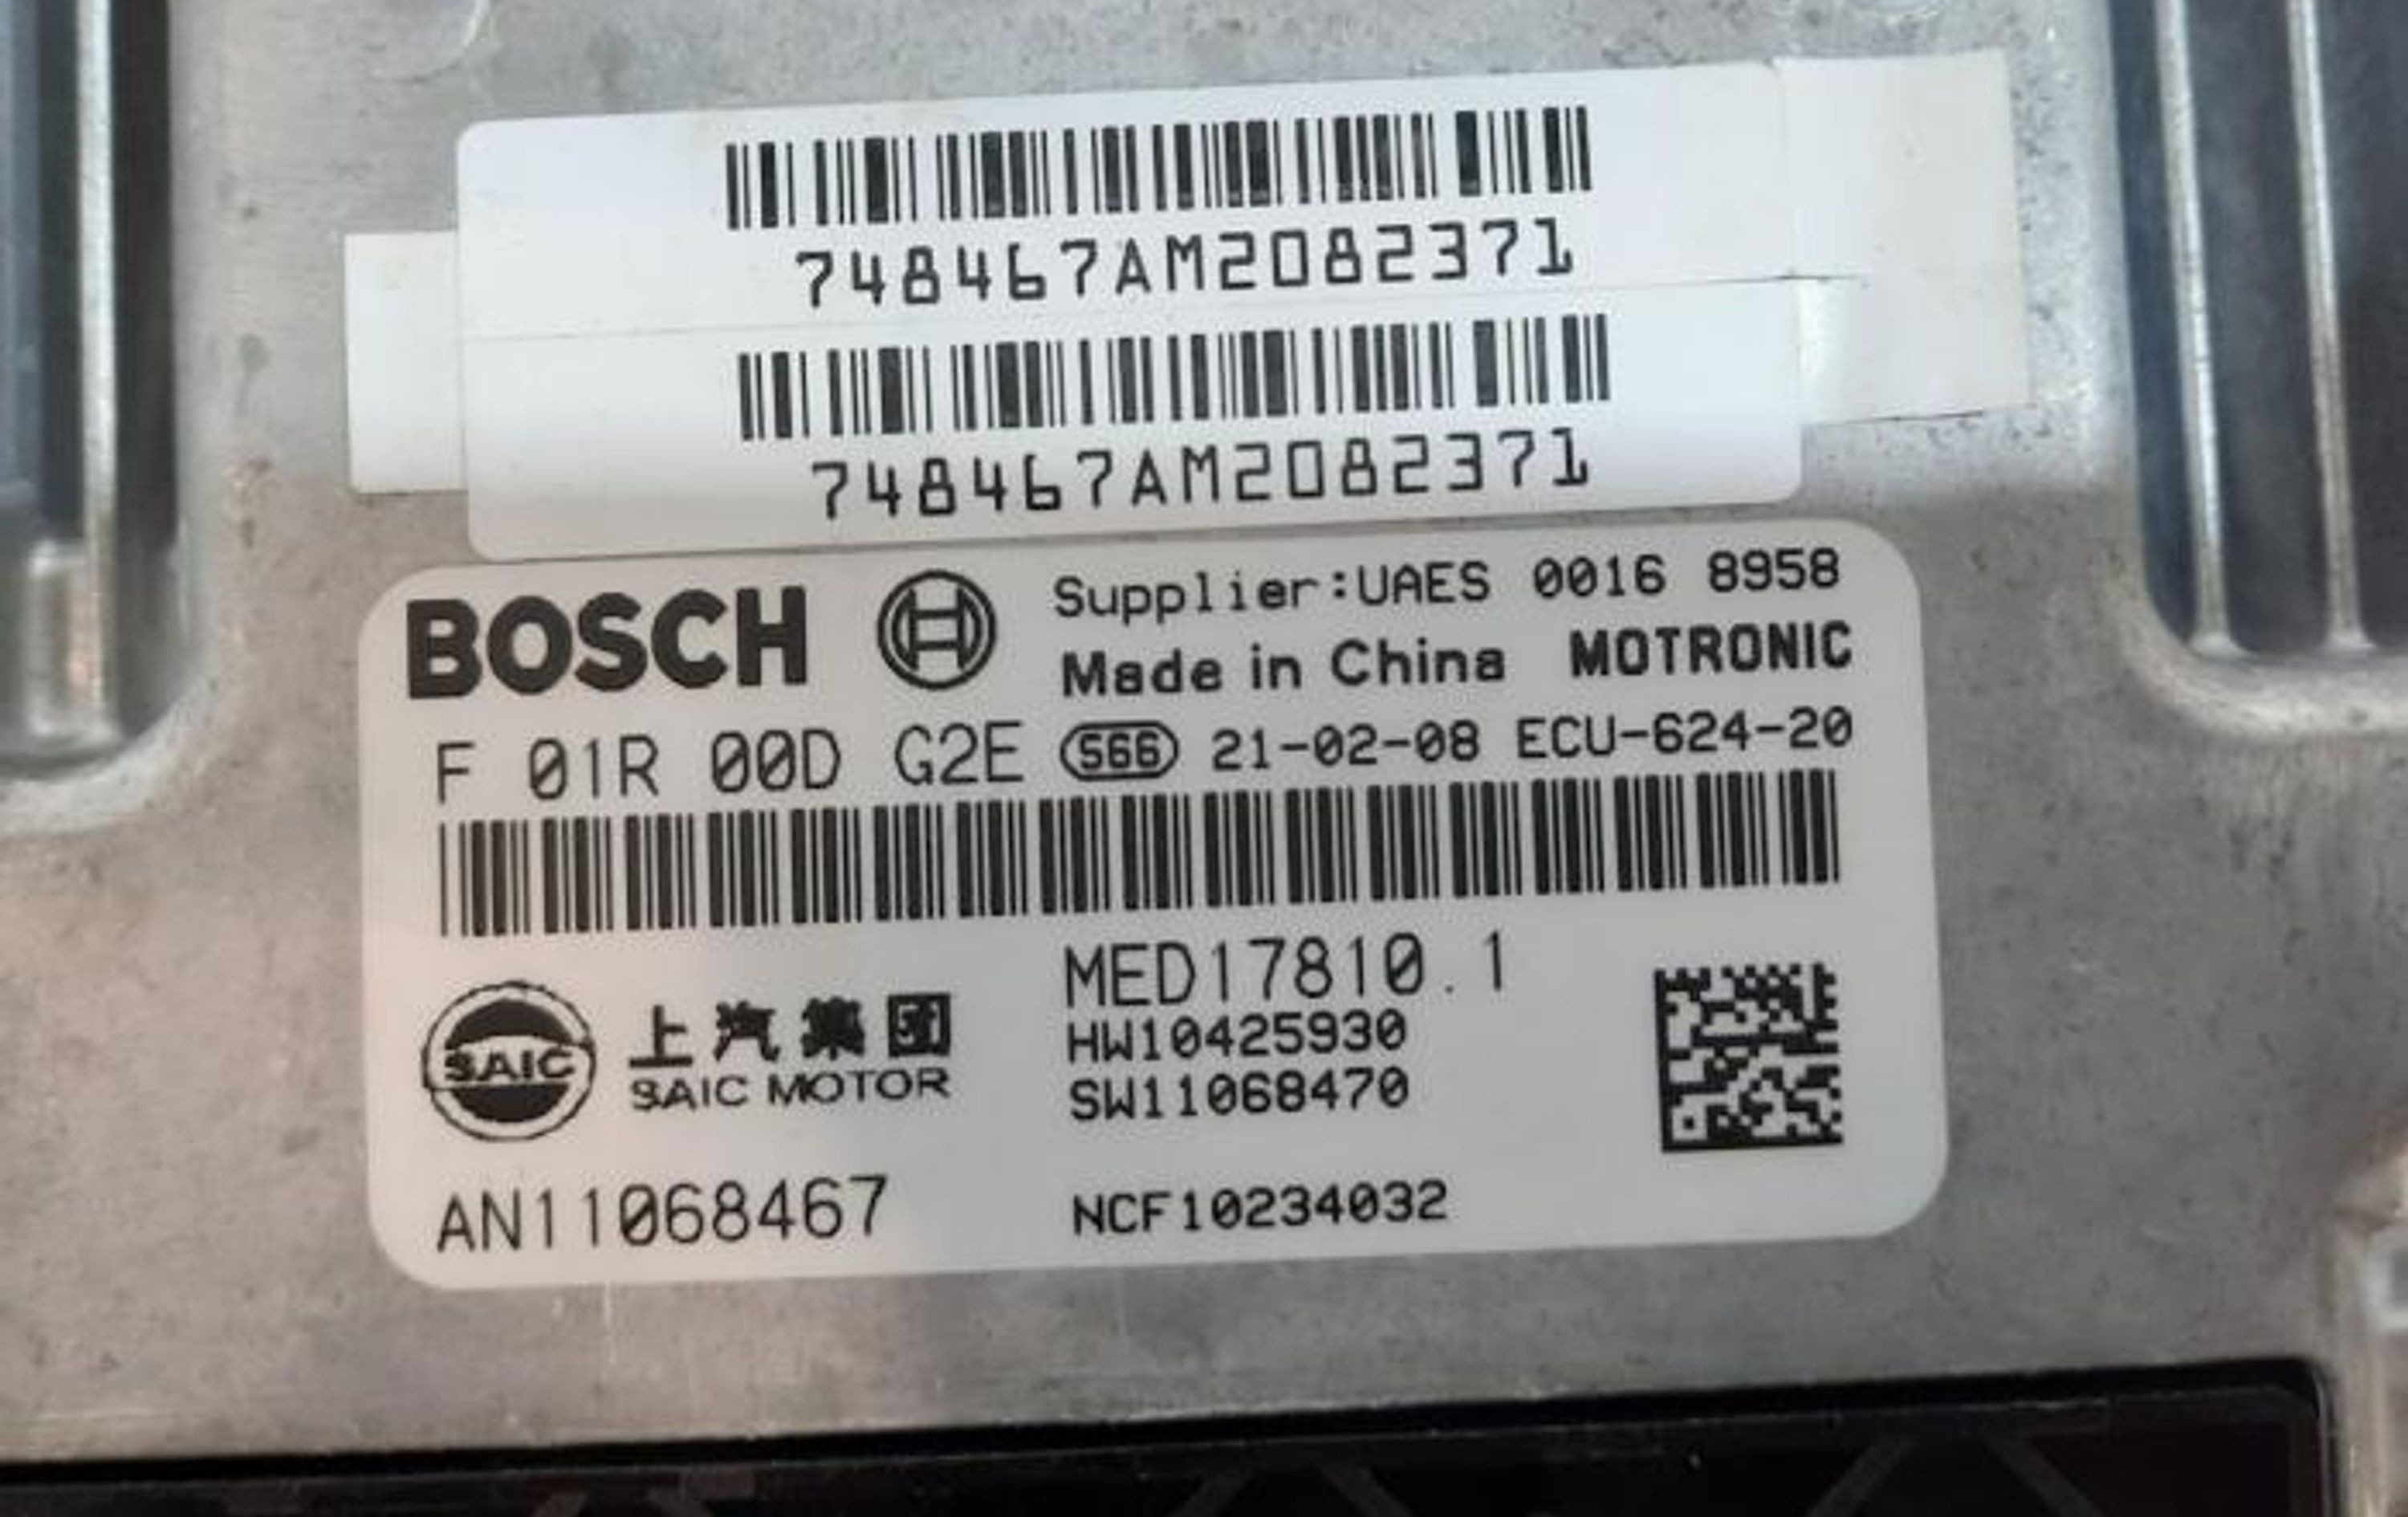 748467AM2082371
748467AM2082371
BOSCH
Supplier:UAES 0016 8958
Made in China MOTRONIC
F 01R 00D G2E 566 21-02-08 ECU-624-20
MED17810.1
HW10425930
SW11068470
SAIC
上汽集团
SAIC MOTOR
AN11068467
NCF10234032